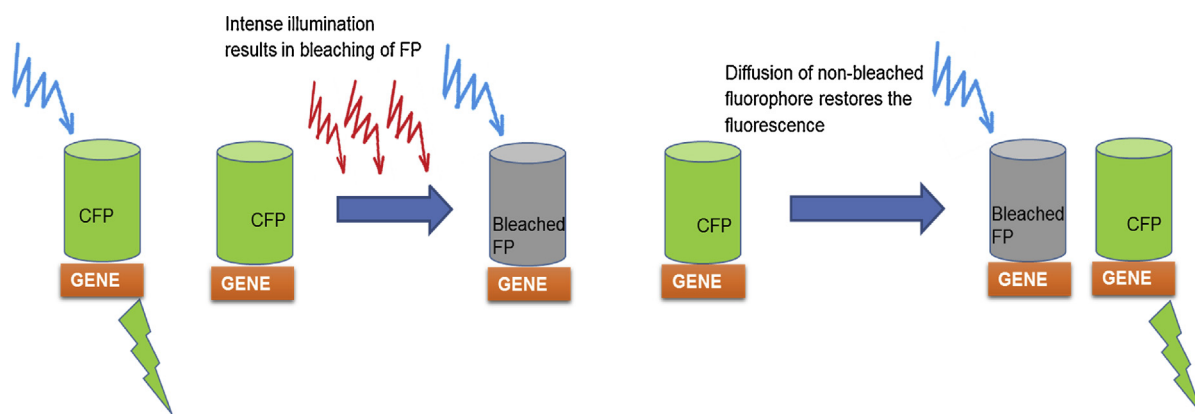 Intense illumination
results in bleaching of FP
Diffusion of non-bleached
fluorophore restores the
fluorescence
CFP
GENE
CFP
GENE
Bleached
FP
GENE
CFP
GENE
Bleached
FP
GENE
CFP
GENE